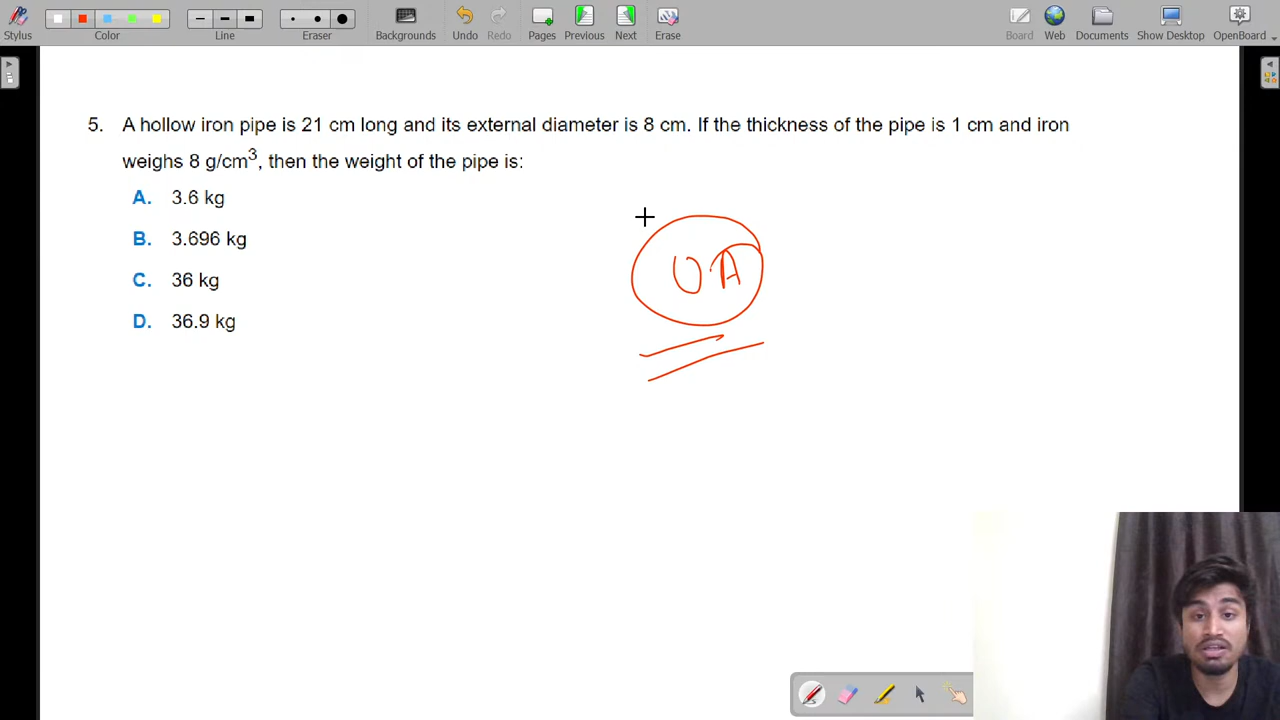 Stylus
Color
Line
Eraser
Backgrounds
Undo
Redo
Pages
Previous
Next
Erase
Board
Web
Documents
Show Desktop
OpenBoard
5. A hollow iron pipe is 21 cm long and its external diameter is 8 cm. If the thickness of the pipe is 1 cm and iron
weighs 8 g/cm³, then the weight of the pipe is:
A. 3.6 kg
B. 3.696 kg
C. 36 kg
D. 36.9 kg
OA